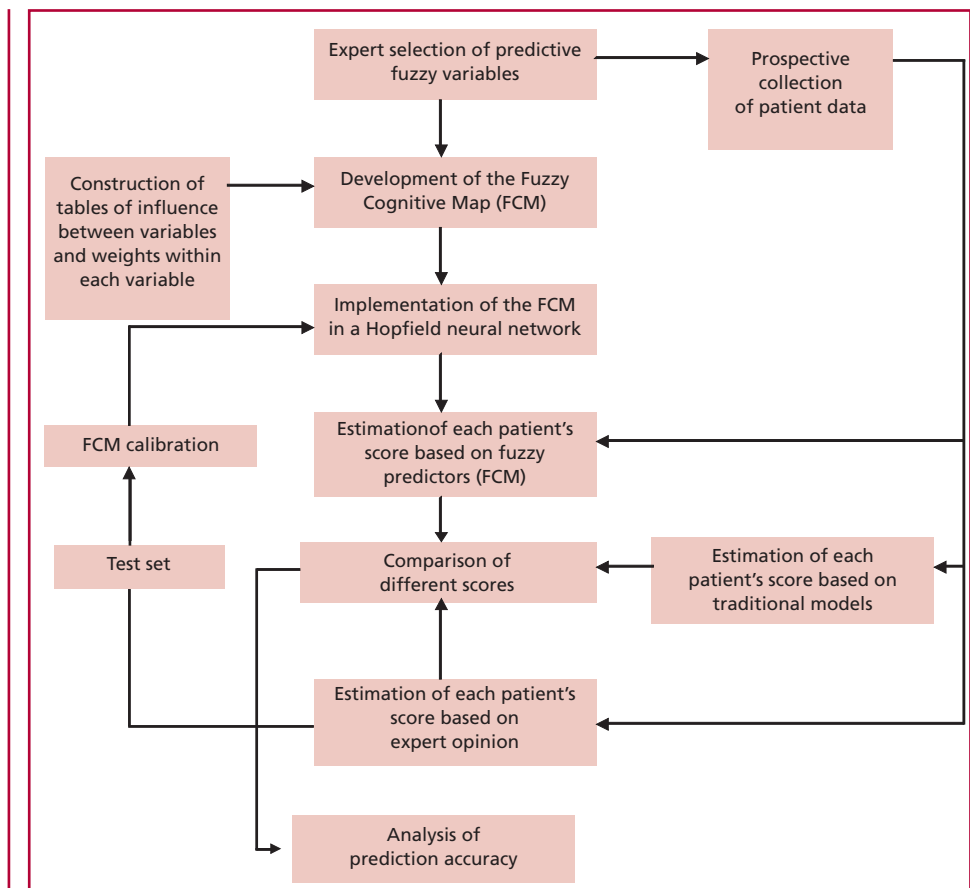 Expert selection of predictive
fuzzy variables
Prospective
collection
of patient data
Construction of
tables of influence
between variables
and weights within
each variable
Development of the Fuzzy
Cognitive Map (FCM)
Implementation of the FCM
in a Hopfield neural network
FCM calibration
Estimationof each patient’s
score based on fuzzy
predictors (FCM)
Test set
Comparison of
different scores
Estimation of each
patient’s score based on
traditional models
Estimation of each patient’s
score based on
expert opinion
Analysis of
prediction accuracy